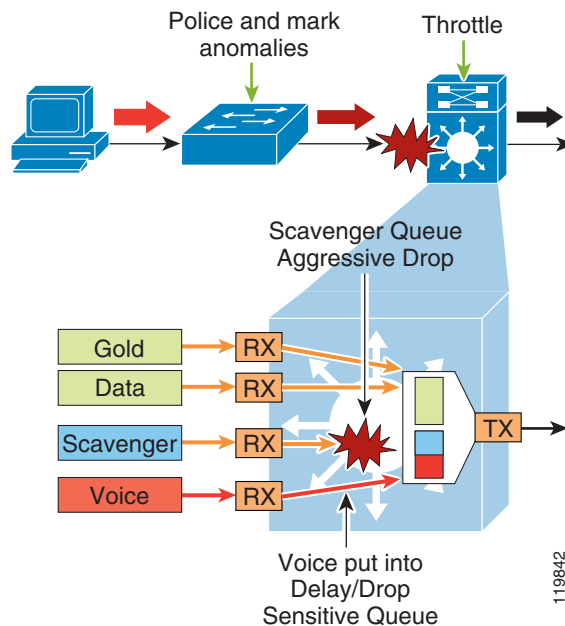 Police and mark
anomalies
Throttle
Scavenger Queue
Aggressive Drop
Gold
RX
Data
RX
TX
Scavenger
RX
Voice
RX
Voice put into
Delay/Drop
Sensitive Queue
119842